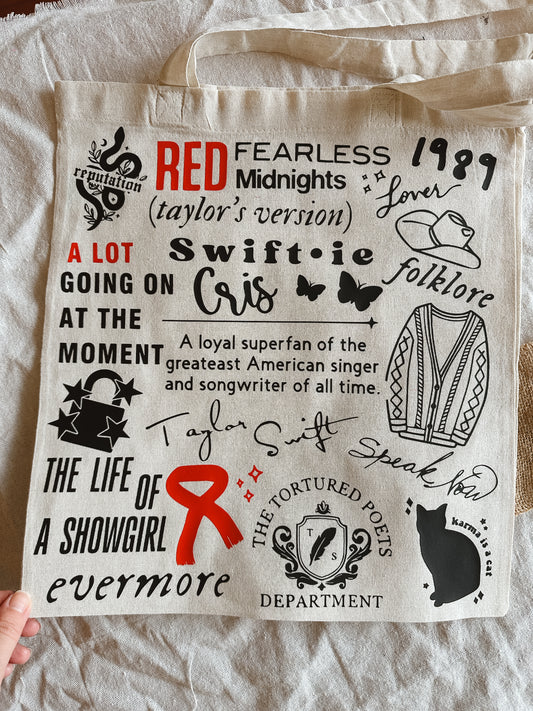 reputation
RED
FEARLESS
Midnights
(taylor's version)
1989
Lover
Swift•ie
Cris
folklore
A LOT
GOING ON
AT THE
MOMENT
A loyal superfan of the
greateast American singer
and songwriter of all time.
Taylor Swift
Speak Now
THE LIFE
OF
A SHOWGIRL
evermore
THE TORTURED POETS
T S
DEPARTMENT
karma is a cat